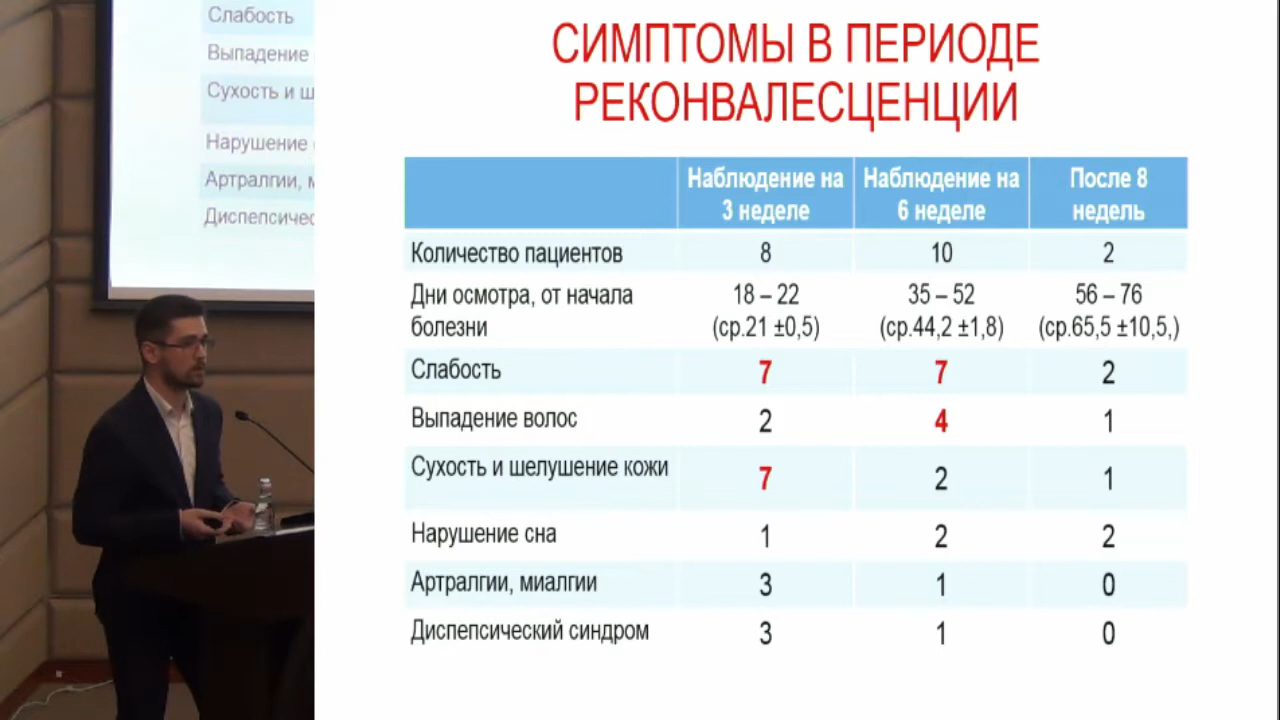 Слабость
Выпадение
Сухость и ш
Нарушение
Артралгии, м
Диспепсичес
СИМПТОМЫ В ПЕРИОДЕ
РЕКОНВАЛЕСЦЕНЦИИ
Наблюдение на 3 неделе
Наблюдение на 6 неделе
После 8 недель
Количество пациентов 8 10 2
Дни осмотра, от начала болезни 18 – 22 (ср.21 ±0,5) 35 – 52 (ср.44,2 ±1,8) 56 – 76 (ср.65,5 ±10,5,)
Слабость 7 7 2
Выпадение волос 2 4 1
Сухость и шелушение кожи 7 2 1
Нарушение сна 1 2 2
Артралгии, миалгии 3 1 0
Диспепсический синдром 3 1 0